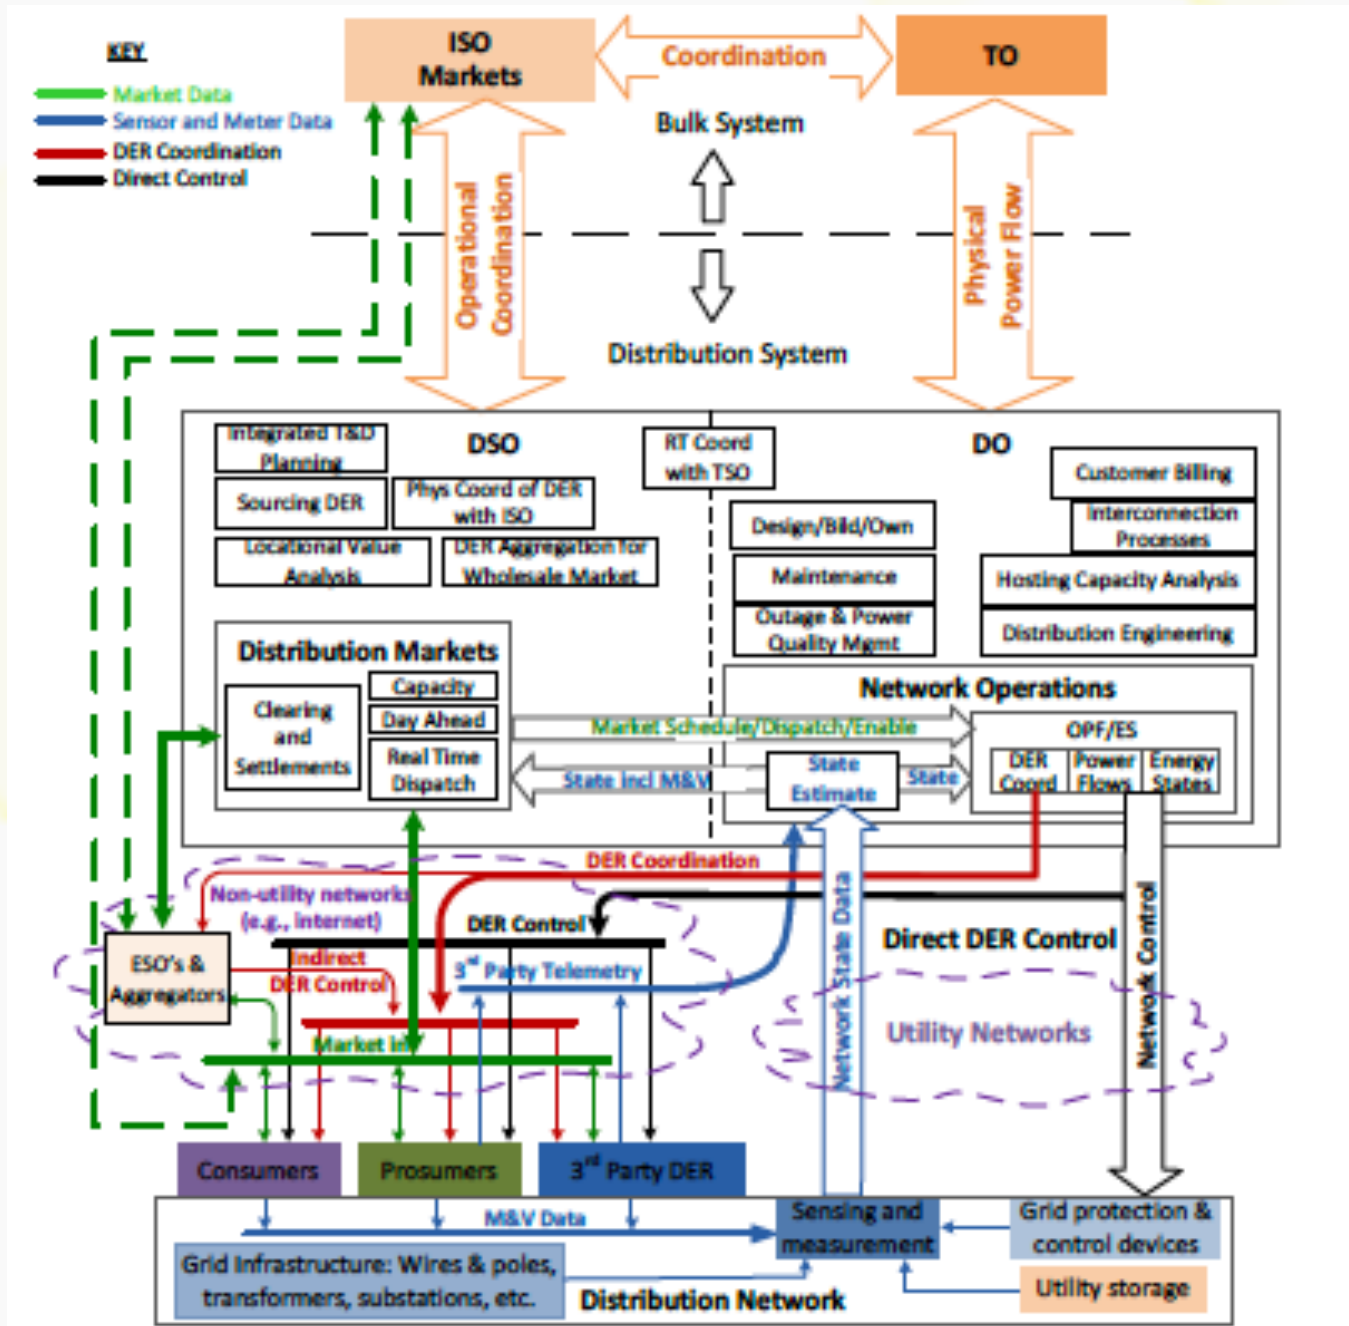 KEY
Market Data
Sensor and Meter Data
DER Coordination
Direct Control
ISO
Markets
Coordination
TO
Bulk System
Operational
Coordination
Physical
Power Flow
Distribution System
DSO
Integrated T&D
Planning
Sourcing DER
Phys Coord of DER
with ISO
Locational Value
Analysis
DER Aggregation for
Wholesale Market
RT Coord
with TSO
DO
Customer Billing
Design/Bild/Own
Interconnection
Processes
Maintenance
Hosting Capacity Analysis
Outage & Power
Quality Mgmt
Distribution Engineering
Distribution Markets
Clearing
and
Settlements
Capacity
Day Ahead
Real Time
Dispatch
Network Operations
Market Schedule/Dispatch/Enable
State incl M&V
State
Estimate
State
OPF/ES
DER
Coord
Power
Flows
Energy
States
DER Coordination
Non-utility networks
(e.g., internet)
DER Control
ESO's &
Aggregators
Indirect
DER Control
3rd Party Telemetry
Market in
Network State Data
Direct DER Control
Utility Networks
Network Control
Consumers
Prosumers
3rd Party DER
M&V Data
Sensing and
measurement
Grid protection &
control devices
Grid Infrastructure: Wires & poles,
transformers, substations, etc.
Distribution Network
Utility storage